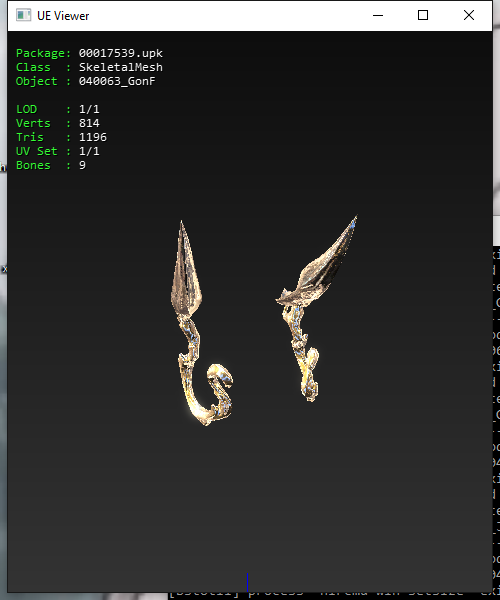 UE Viewer
Package: 00017539.upk
Class : SkeletalMesh
Object : 040063_GonF
LOD : 1/1
Verts : 814
Tris : 1196
UV Set : 1/1
Bones : 9